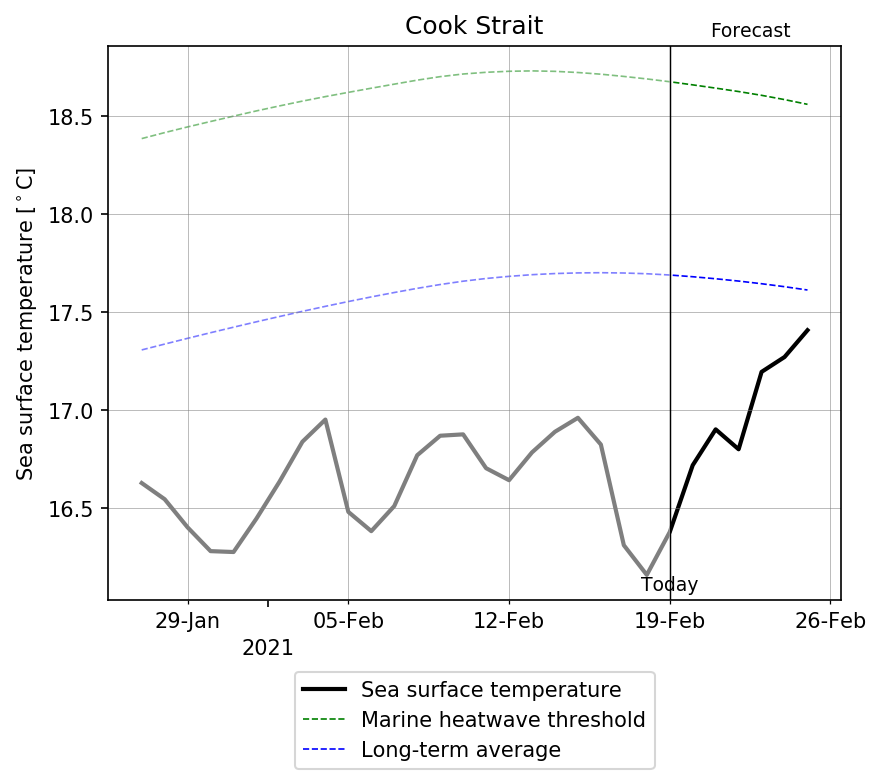 Cook Strait
Forecast
Sea surface temperature [°C]
18.5
18.0
17.5
17.0
16.5
Today
29-Jan
05-Feb
12-Feb
19-Feb
26-Feb
2021
Sea surface temperature
Marine heatwave threshold
Long-term average